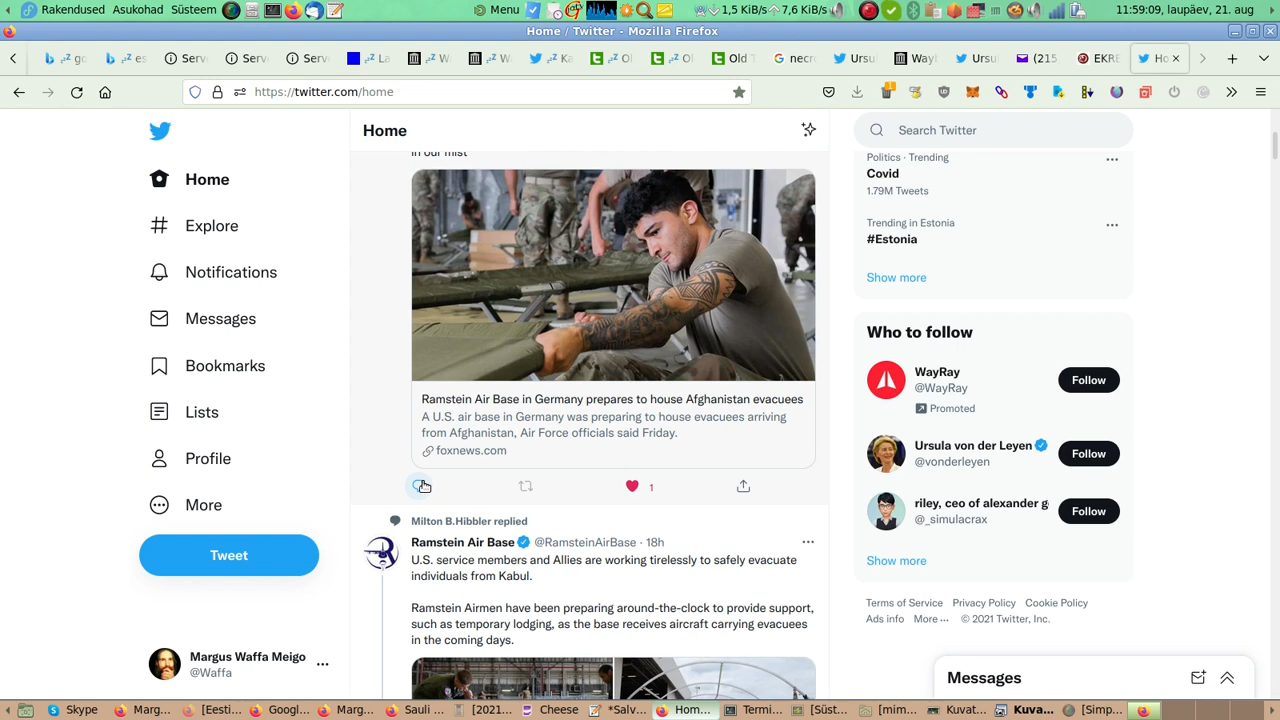 Rakendused Asukohad Süsteem Menu 1,5 KiB/s 7,6 KiB/s 11:59:09, laupäev, 21. aug
Home / Twitter - Mozilla Firefox
go es Serv Serv Serv La W W Ka Ol Ol Old T necr Ursu WayI Ursu (215 EKRE Ho
https://twitter.com/home
Home
Search Twitter
in our mist
Home
Explore
Notifications
Messages
Bookmarks
Lists
Profile
More
Tweet
Margus Waffa Meigo
@Waffa
Ramstein Air Base in Germany prepares to house Afghanistan evacuees
A U.S. air base in Germany was preparing to house evacuees arriving
from Afghanistan, Air Force officials said Friday.
foxnews.com
1
Milton B.Hibbler replied
Ramstein Air Base @RamsteinAirBase · 18h
U.S. service members and Allies are working tirelessly to safely evacuate
individuals from Kabul.
Ramstein Airmen have been preparing around-the-clock to provide support,
such as temporary lodging, as the base receives aircraft carrying evacuees
in the coming days.
Politics · Trending
Covid
1.79M Tweets
Trending in Estonia
#Estonia
Show more
Who to follow
WayRay
@WayRay
Promoted
Follow
Ursula von der Leyen
@vonderleyen
Follow
riley, ceo of alexander g
@_simulacrax
Follow
Show more
Terms of Service Privacy Policy Cookie Policy
Ads info More ··· © 2021 Twitter, Inc.
Messages
Skype Marg... [Eesti... Googl... Marg... Sauli ... [2021... Cheese *Salv... Hom... Termi... [Süst... [mim... Kuvat... Kuva... [Simp...